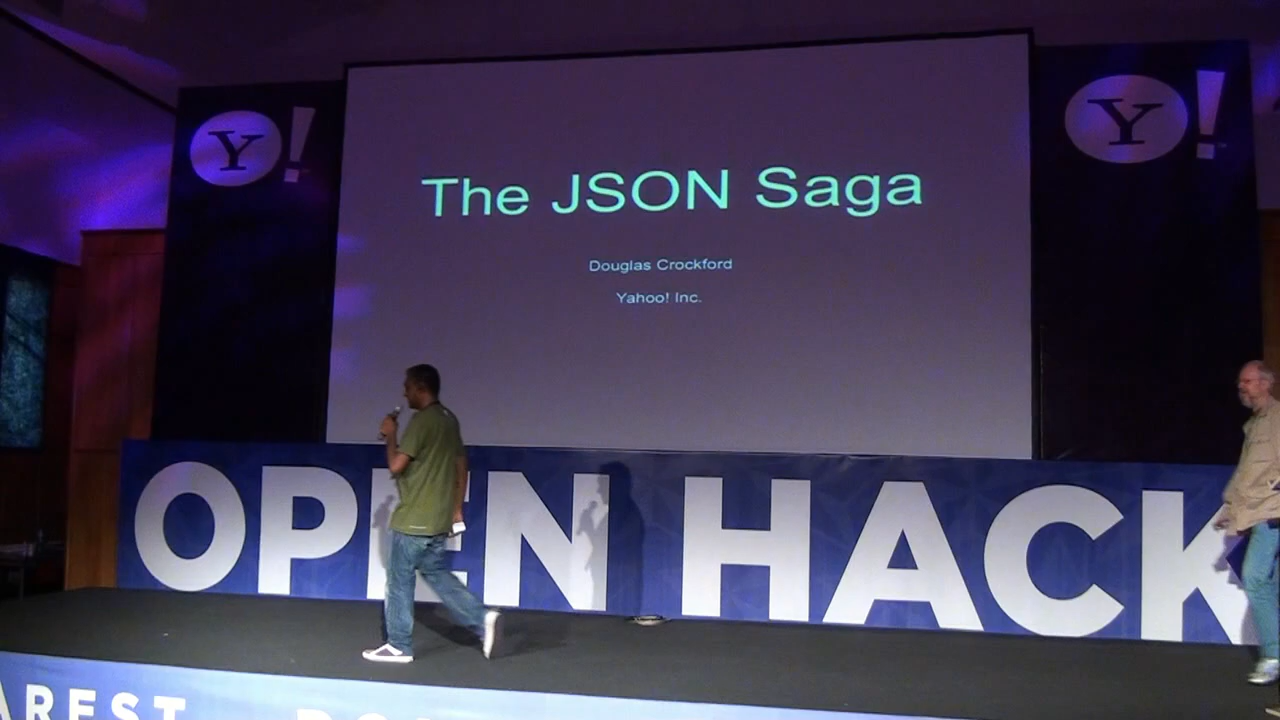 Y!
Y!
The JSON Saga
Douglas Crockford
Yahoo! Inc.
OPEN HACK
AREST